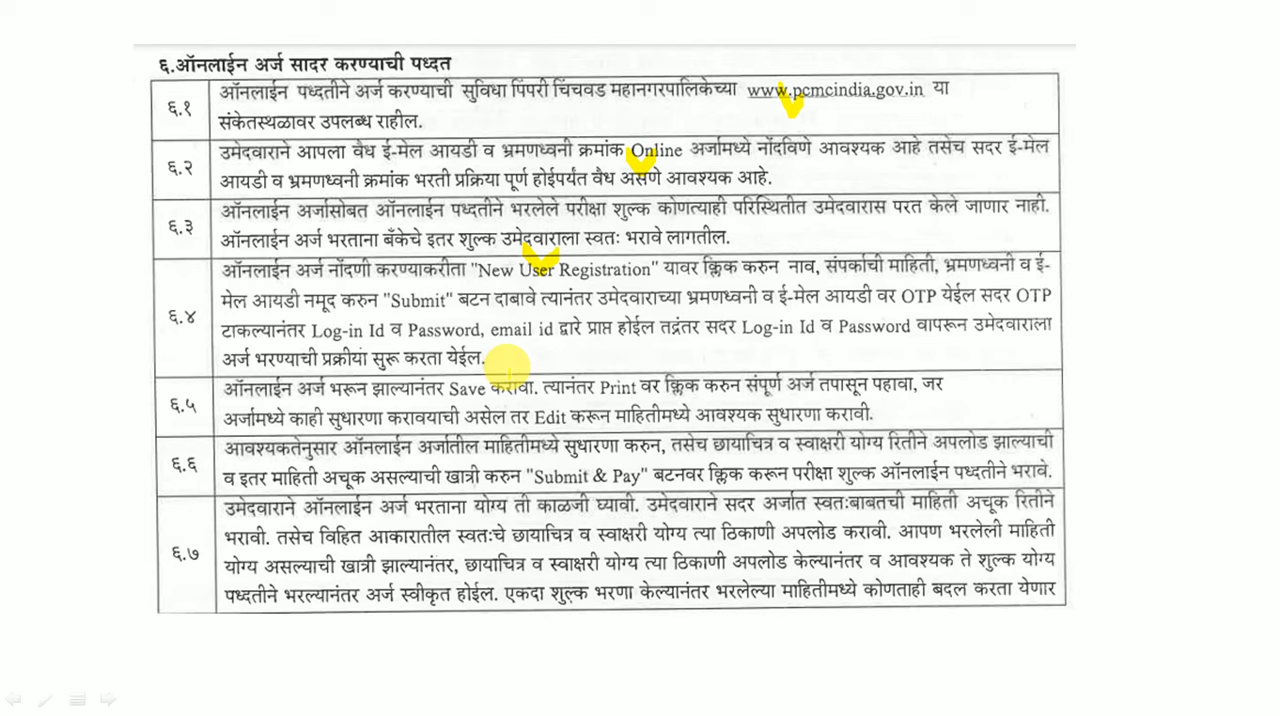 ६.ऑनलाईन अर्ज सादर करण्याची पध्दत
६.१
ऑनलाईन पध्दतीने अर्ज करण्याची सुविधा पिंपरी चिंचवड महानगरपालिकेच्या www.pcmcindia.gov.in या
संकेतस्थळावर उपलब्ध राहील.
६.२
उमेदवाराने आपला वैध ई-मेल आयडी व भ्रमणध्वनी क्रमांक Online अर्जामध्ये नोंदविणे आवश्यक आहे तसेच सदर ई-मेल
आयडी व भ्रमणध्वनी क्रमांक भरती प्रक्रिया पूर्ण होईपर्यंत वैध असणे आवश्यक आहे.
६.३
ऑनलाईन अर्जासोबत ऑनलाईन पध्दतीने भरलेले परीक्षा शुल्क कोणत्याही परिस्थितीत उमेदवारास परत केले जाणार नाही.
ऑनलाईन अर्ज भरताना बँकेचे इतर शुल्क उमेदवाराला स्वतः भरावे लागतील.
६.४
ऑनलाईन अर्ज नोंदणी करण्याकरीता "New User Registration" यावर क्लिक करुन नाव, संपर्काची माहिती, भ्रमणध्वनी व ई-
मेल आयडी नमूद करुन "Submit" बटन दाबावे त्यानंतर उमेदवाराच्या भ्रमणध्वनी व ई-मेल आयडी वर OTP येईल सदर OTP
टाकल्यानंतर Log-in Id व Password, email id द्वारे प्राप्त होईल तद्नंतर सदर Log-in Id व Password वापरून उमेदवाराला
अर्ज भरण्याची प्रक्रीया सुरू करता येईल.
६.५
ऑनलाईन अर्ज भरून झाल्यानंतर Save करावा. त्यानंतर Print वर क्लिक करुन संपूर्ण अर्ज तपासून पहावा, जर
अर्जामध्ये काही सुधारणा करावयाची असेल तर Edit करून माहितीमध्ये आवश्यक सुधारणा करावी.
६.६
आवश्यकतेनुसार ऑनलाईन अर्जातील माहितीमध्ये सुधारणा करुन, तसेच छायाचित्र व स्वाक्षरी योग्य रितीने अपलोड झाल्याची
व इतर माहिती अचूक असल्याची खात्री करुन "Submit & Pay" बटनवर क्लिक करून परीक्षा शुल्क ऑनलाईन पध्दतीने भरावे.
६.७
उमेदवाराने ऑनलाईन अर्ज भरताना योग्य ती काळजी घ्यावी. उमेदवाराने सदर अर्जात स्वतःबाबतची माहिती अचूक रितीने
भरावी. तसेच विहित आकारातील स्वतःचे छायाचित्र व स्वाक्षरी योग्य त्या ठिकाणी अपलोड करावी. आपण भरलेली माहिती
योग्य असल्याची खात्री झाल्यानंतर, छायाचित्र व स्वाक्षरी योग्य त्या ठिकाणी अपलोड केल्यानंतर व आवश्यक ते शुल्क योग्य
पध्दतीने भरल्यानंतर अर्ज स्वीकृत होईल. एकदा शुल्क भरणा केल्यानंतर भरलेल्या माहितीमध्ये कोणताही बदल करता येणार